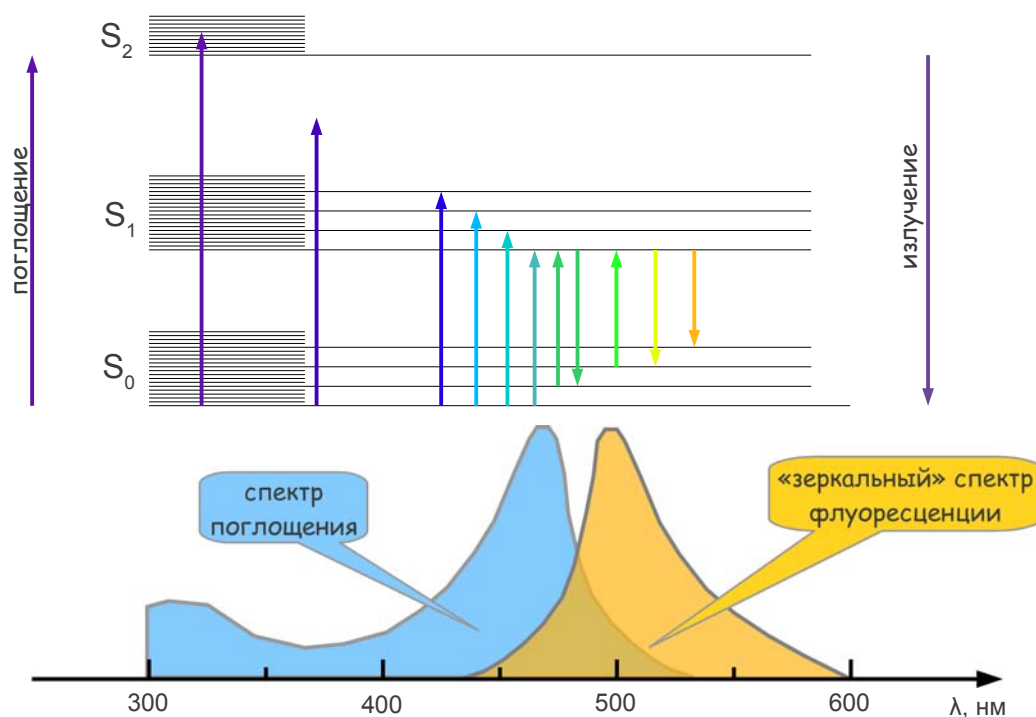 S2
поглощение
S1
излучение
S0
спектр
поглощения
«зеркальный» спектр
флуоресценции
300
400
500
600
λ, нм